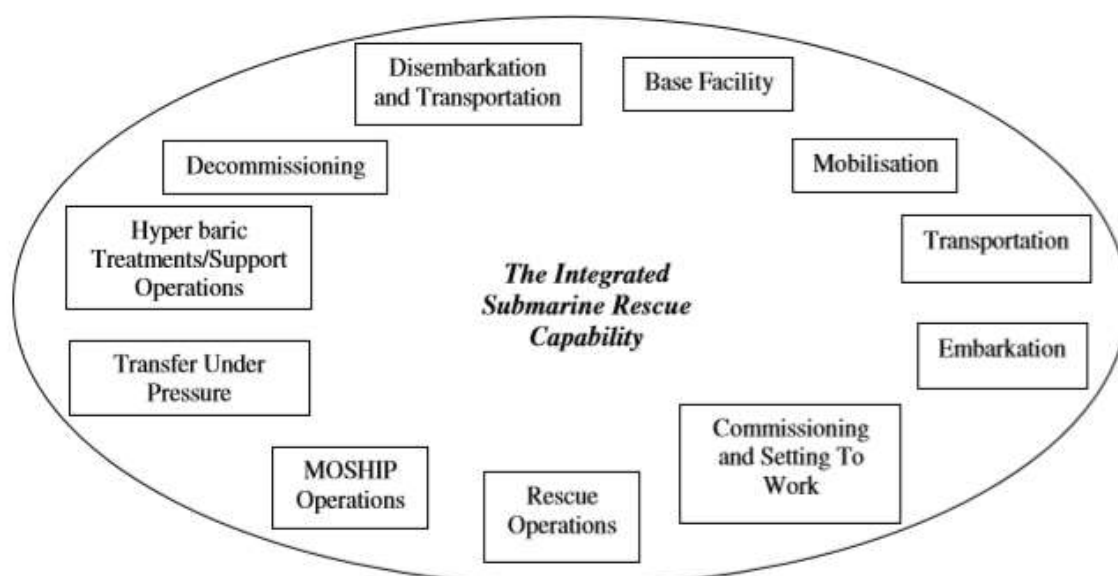 Disembarkation
and Transportation
Base Facility
Decommissioning
Mobilisation
Hyper baric
Treatments/Support
Operations
Transportation
The Integrated
Submarine Rescue
Capability
Transfer Under
Pressure
Embarkation
Commissioning
and Setting To
Work
MOSHIP
Operations
Rescue
Operations